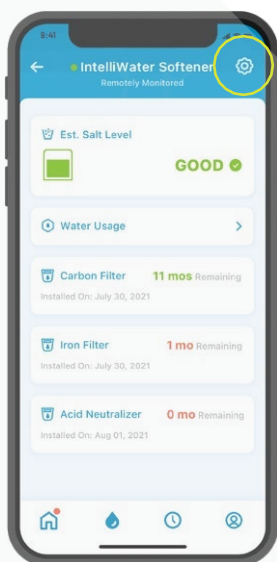 8:41
IntelliWater Softener
Remotely Monitored
Est. Salt Level
GOOD
Water Usage
Carbon Filter 11 mos Remaining
Installed On: July 30, 2021
Iron Filter 1 mo Remaining
Installed On: July 30, 2021
Acid Neutralizer 0 mo Remaining
Installed On: Aug 01, 2021